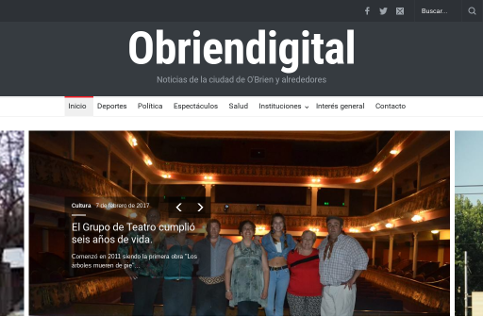 Buscar...
Obriendigital
Noticias de la ciudad de O'Brien y alrededores
Inicio Deportes Política Espectáculos Salud Instituciones Interés general Contacto
Cultura 7 de febrero de 2017
El Grupo de Teatro cumplió
seis años de vida.
Comenzó en 2011 siendo la primera obra "Los
árboles mueren de pie"...